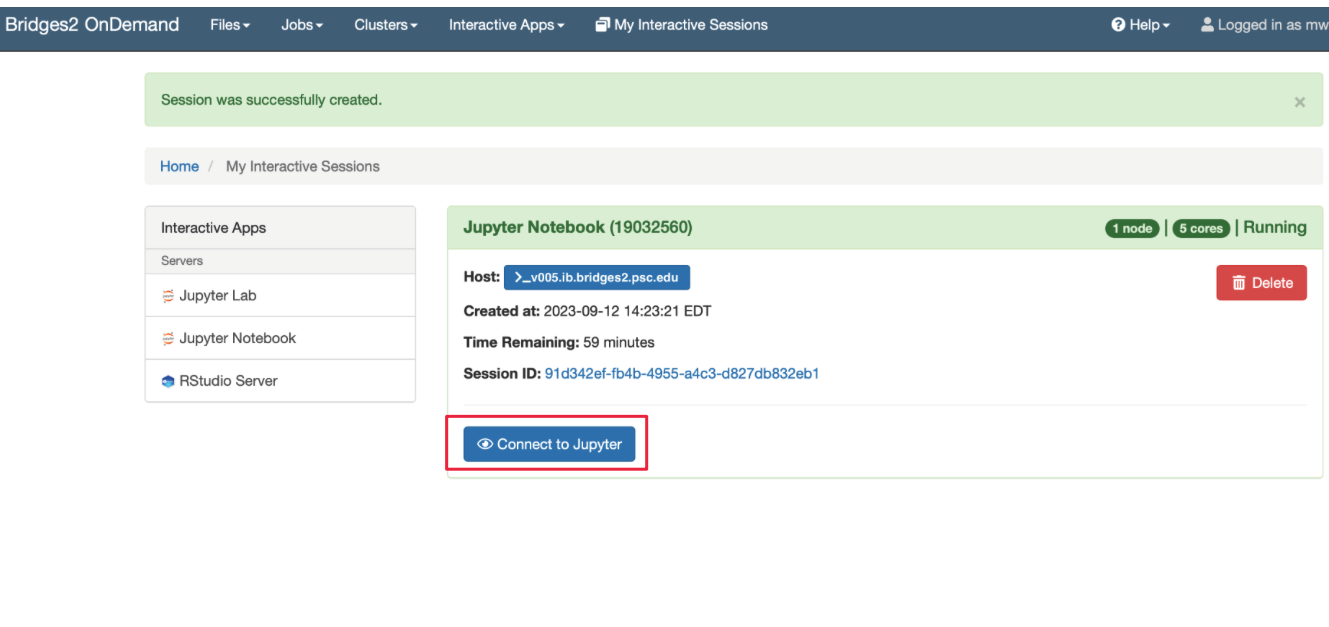 Bridges2 OnDemand Files Jobs Clusters Interactive Apps My Interactive Sessions Help Logged in as mw
Session was successfully created. ×
Home / My Interactive Sessions
Interactive Apps
Servers
Jupyter Lab
Jupyter Notebook
RStudio Server
Jupyter Notebook (19032560) 1 node | 5 cores | Running
Host: >_v005.ib.bridges2.psc.edu Delete
Created at: 2023-09-12 14:23:21 EDT
Time Remaining: 59 minutes
Session ID: 91d342ef-fb4b-4955-a4c3-d827db832eb1
Connect to Jupyter